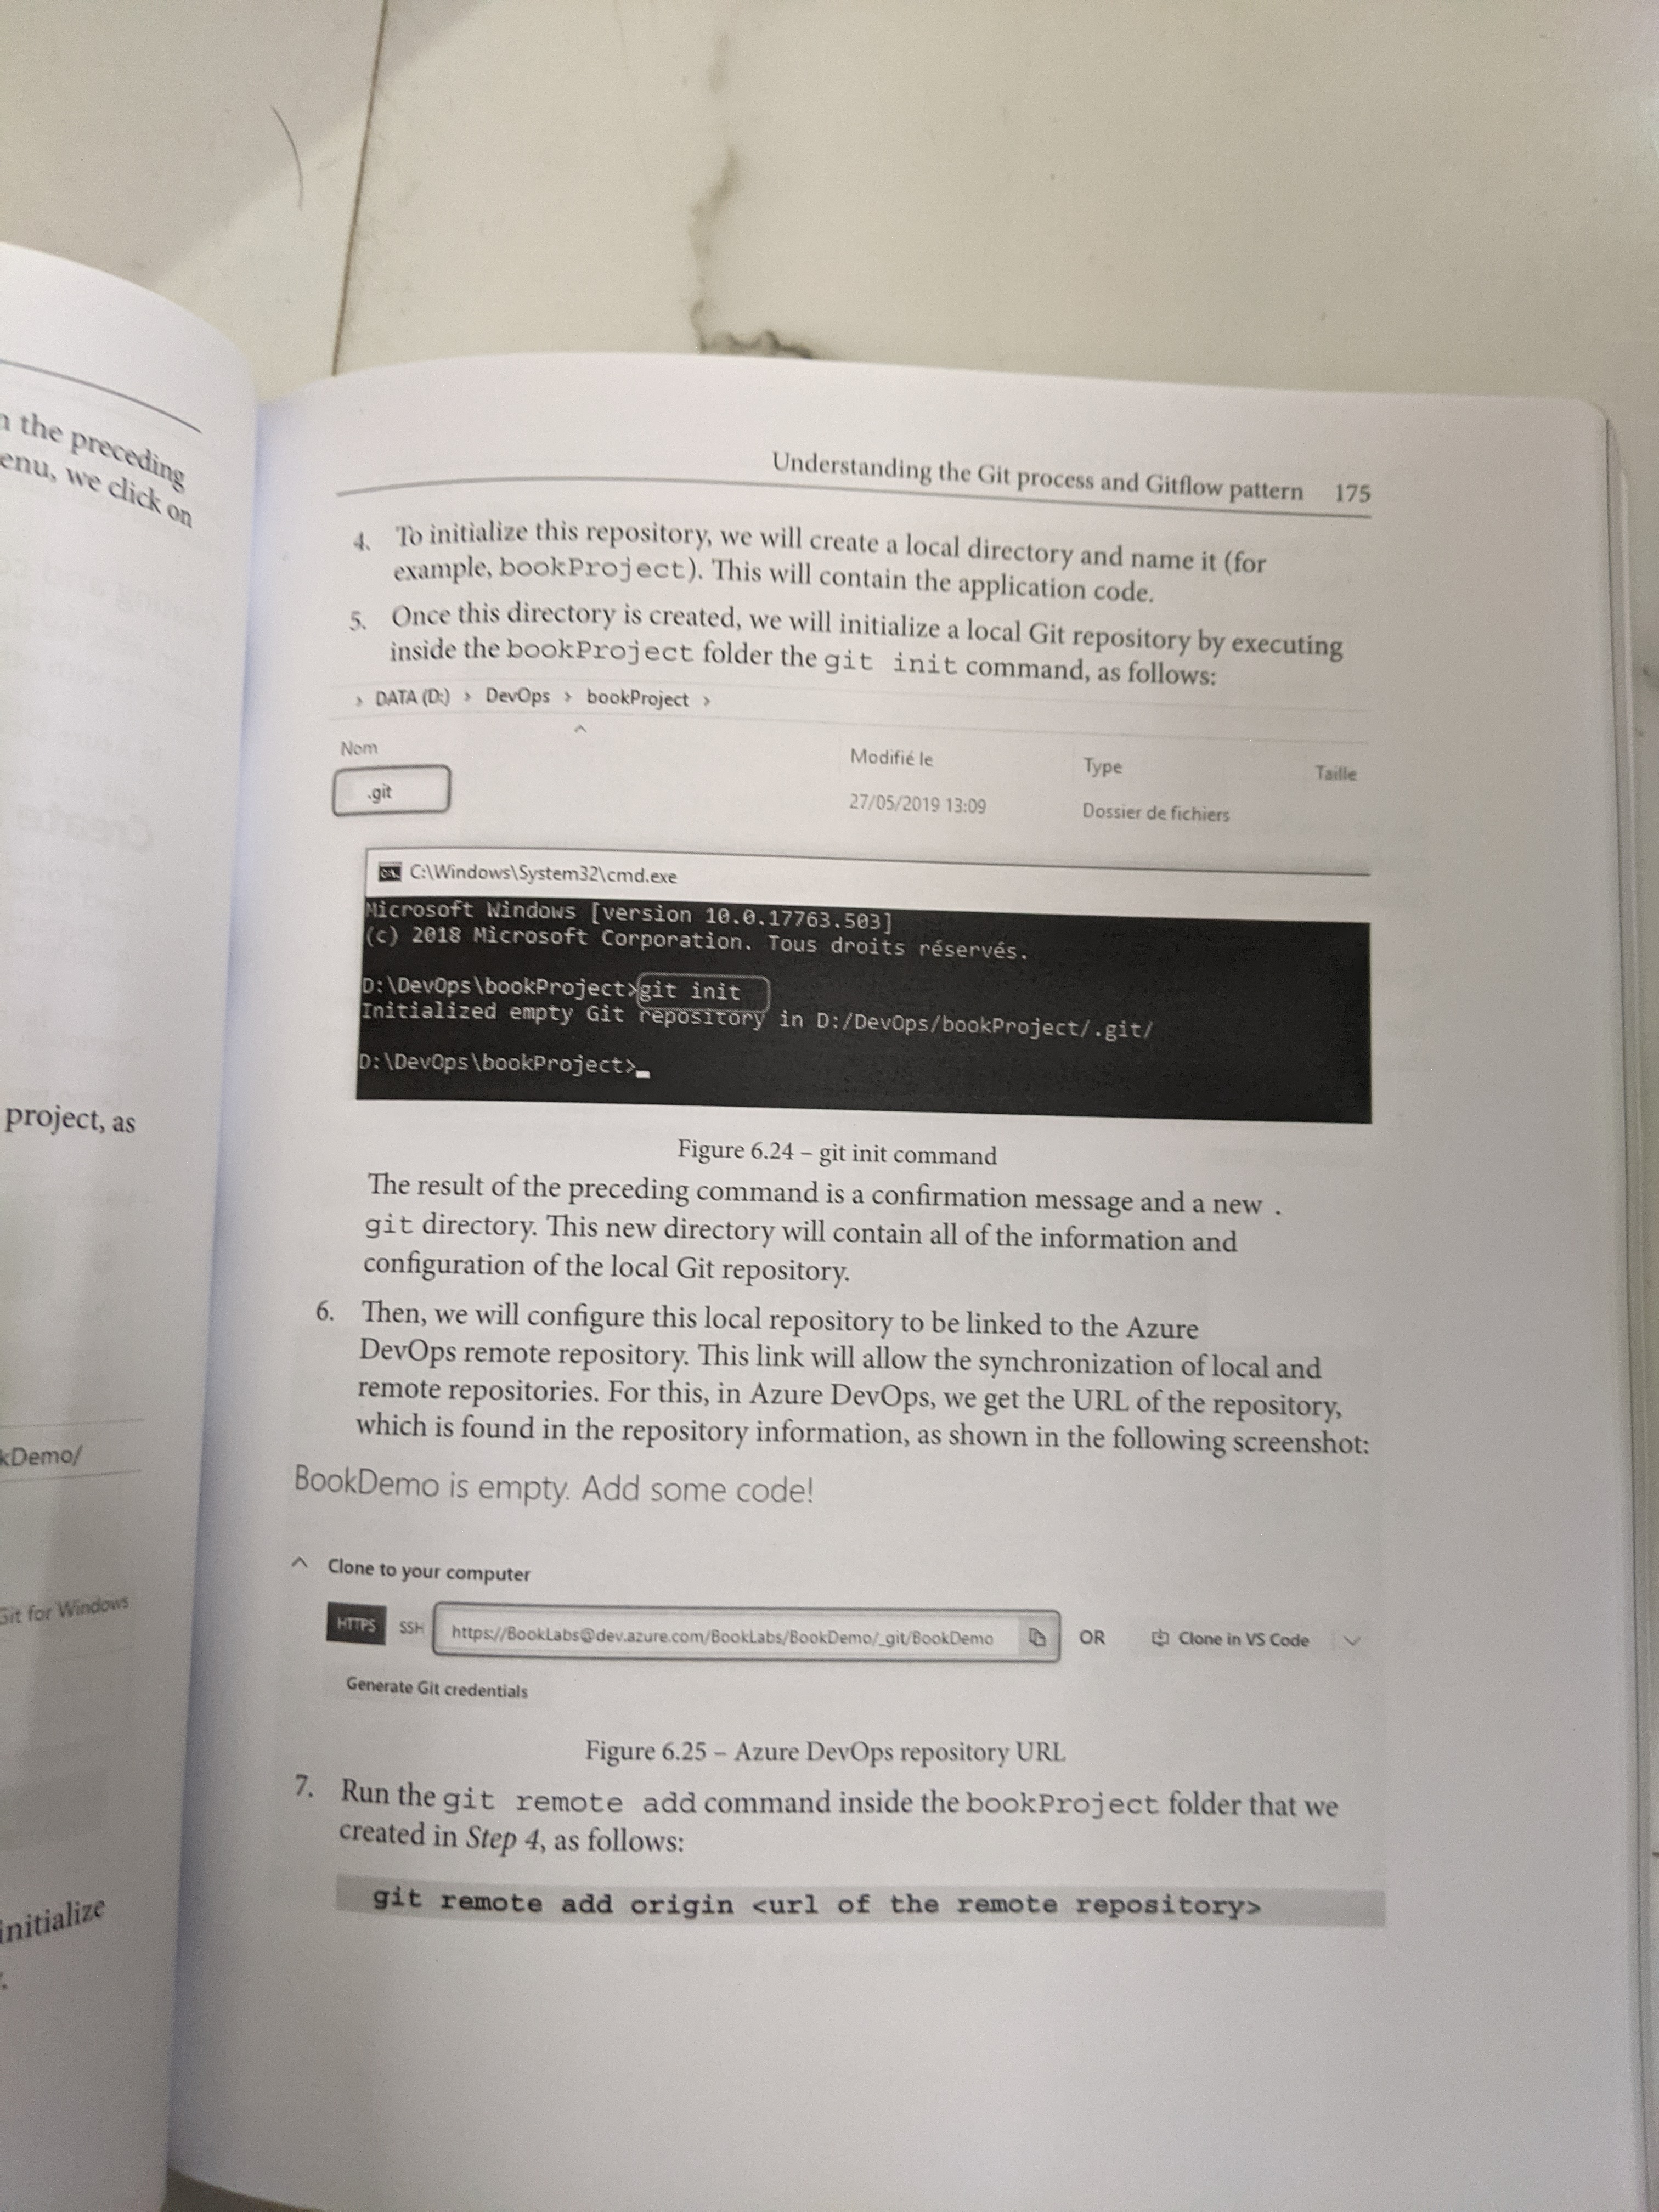 the preceding
enu, we click on
project, as
kDemo/
Git for Windows
initialize
Understanding the Git process and Gitflow pattern 175
4. To initialize this repository, we will create a local directory and name it (for
example, bookProject). This will contain the application code.
5. Once this directory is created, we will initialize a local Git repository by executing
inside the bookProject folder the git init command, as follows:
› DATA (D:) › DevOps › bookProject ›
Nom Modifié le Type Taille
.git 27/05/2019 13:09 Dossier de fichiers
C:\Windows\System32\cmd.exe
Microsoft Windows [version 10.0.17763.503]
(c) 2018 Microsoft Corporation. Tous droits réservés.
D:\DevOps\bookProject>git init
Initialized empty Git repository in D:/DevOps/bookProject/.git/
D:\DevOps\bookProject>
Figure 6.24 – git init command
The result of the preceding command is a confirmation message and a new .
git directory. This new directory will contain all of the information and
configuration of the local Git repository.
6. Then, we will configure this local repository to be linked to the Azure
DevOps remote repository. This link will allow the synchronization of local and
remote repositories. For this, in Azure DevOps, we get the URL of the repository,
which is found in the repository information, as shown in the following screenshot:
BookDemo is empty. Add some code!
Clone to your computer
HTTPS SSH https://BookLabs@dev.azure.com/BookLabs/BookDemo/_git/BookDemo OR Clone in VS Code
Generate Git credentials
Figure 6.25 – Azure DevOps repository URL
7. Run the git remote add command inside the bookProject folder that we
created in Step 4, as follows:
git remote add origin <url of the remote repository>